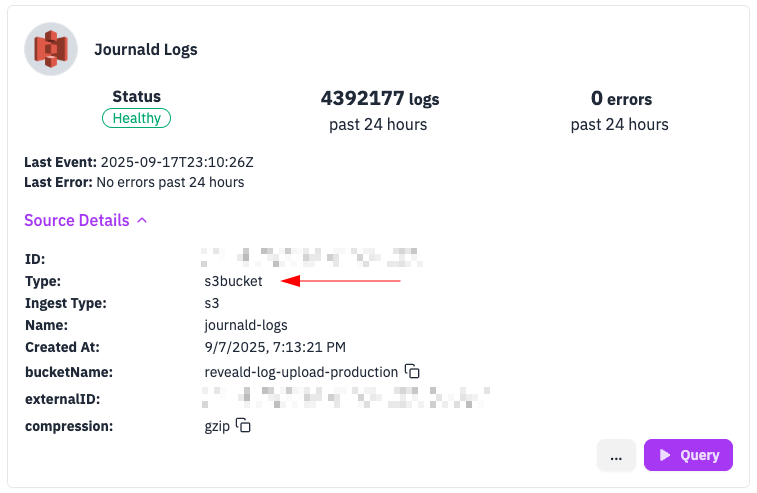 Journald Logs
Status
Healthy
4392177 logs
past 24 hours
0 errors
past 24 hours
Last Event: 2025-09-17T23:10:26Z
Last Error: No errors past 24 hours
Source Details
ID:
Type: s3bucket
Ingest Type: s3
Name: journald-logs
Created At: 9/7/2025, 7:13:21 PM
bucketName: reveald-log-upload-production
externalID:
compression: gzip
... Query